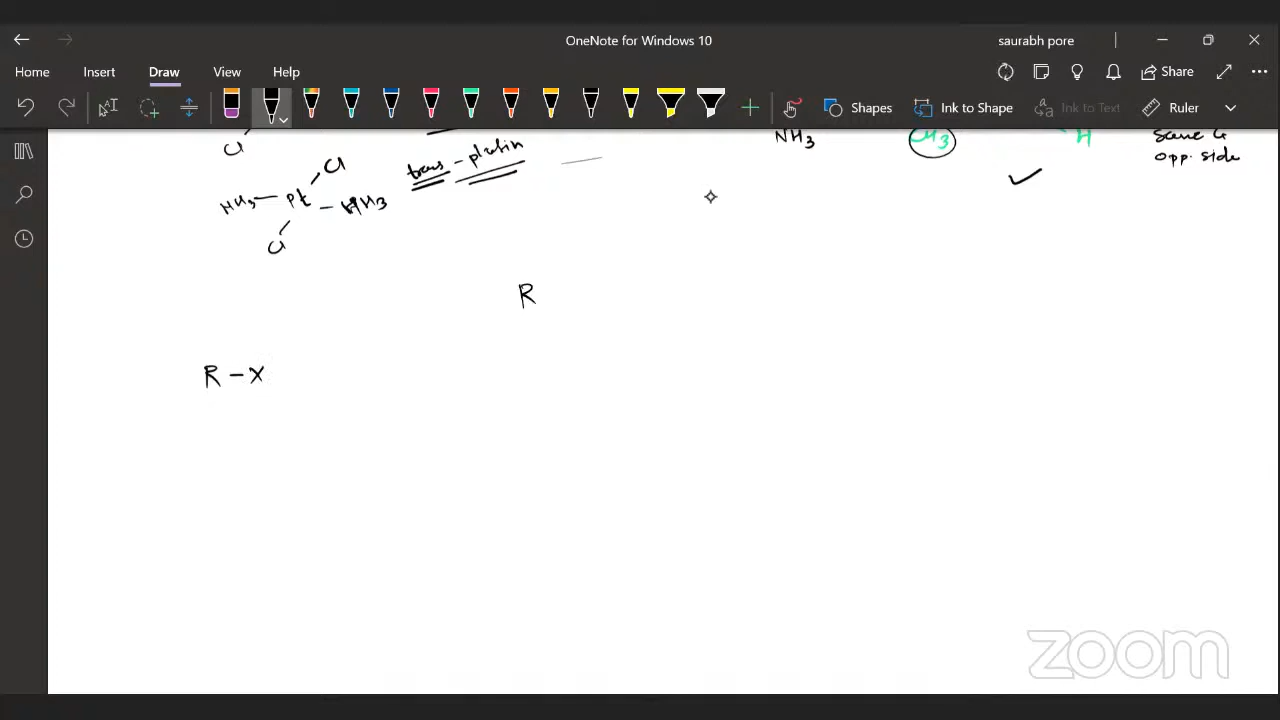 OneNote for Windows 10
saurabh pore
Home Insert Draw View Help
Share
Shapes Ink to Shape Ink to Text Ruler
Cl
NH3 CH3 H same &
opp. side
trans - platin
Cl
NH3 - Pt - NH3
Cl
R
R - X
zoom